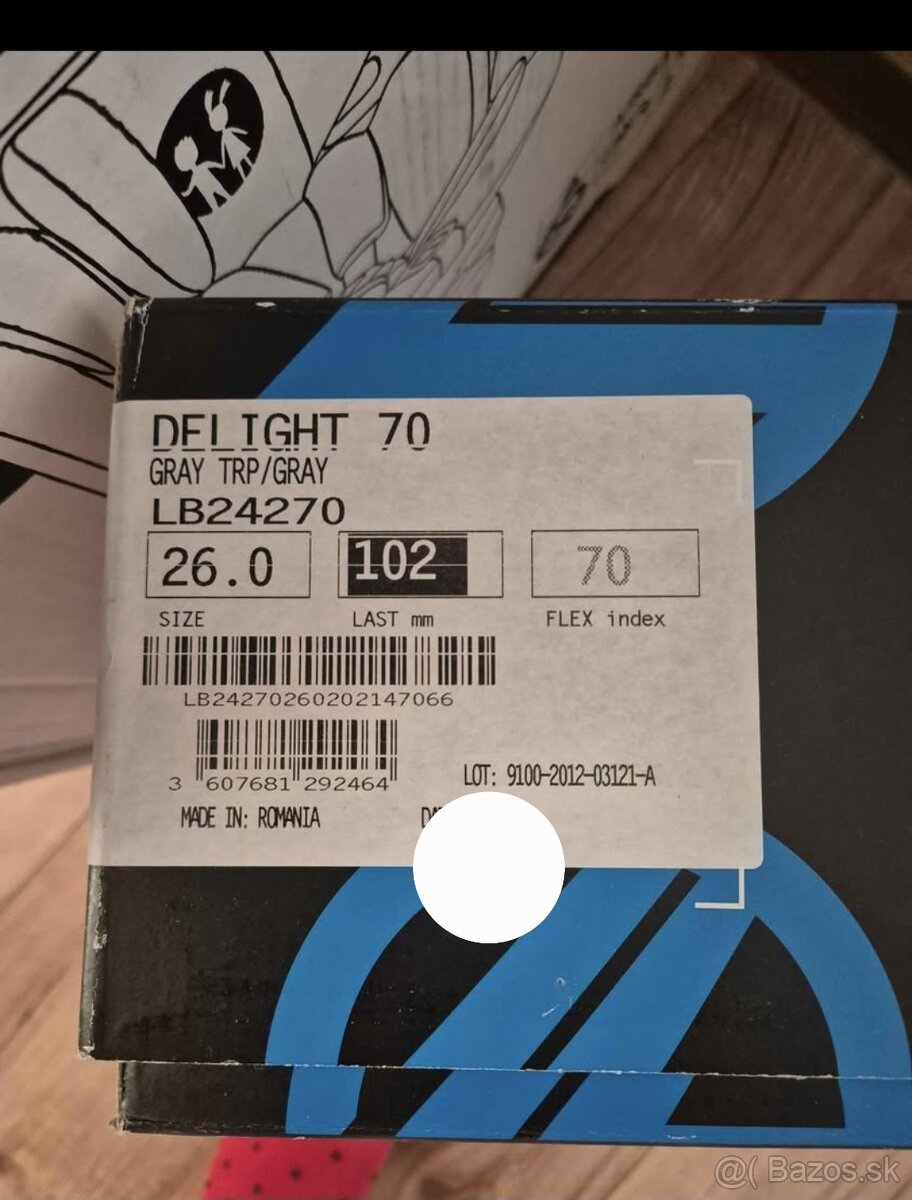 DELIGHT 70
GRAY TRP/GRAY
LB24270
26.0 102 70
SIZE LAST mm FLEX index
LB24270260202147066
3 607681 292464
LOT: 9100-2012-03121-A
MADE IN: ROMANIA
@( Bazos.sk